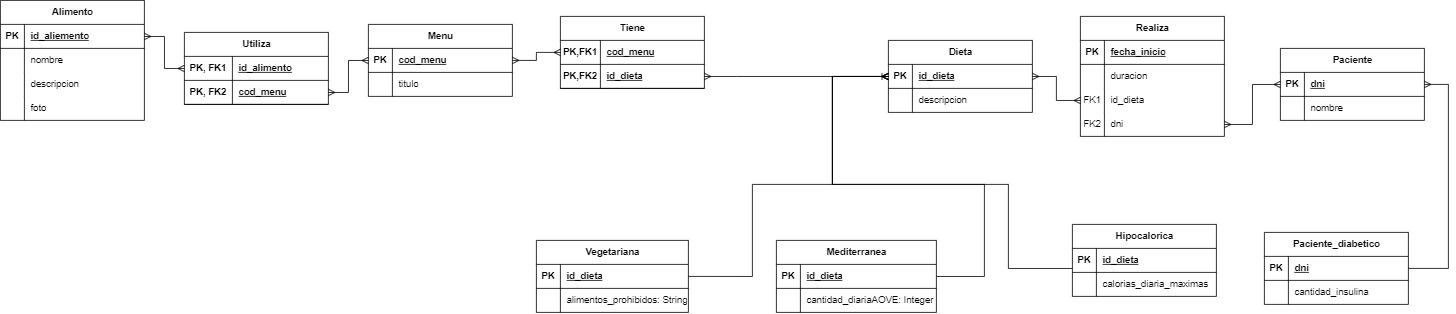 Alimento
PK id_aliemento
nombre
descripcion
foto
Utiliza
PK, FK1 id_alimento
PK, FK2 cod_menu
Menu
PK cod_menu
titulo
Tiene
PK,FK1 cod_menu
PK,FK2 id_dieta
Dieta
PK id_dieta
descripcion
Realiza
PK fecha_inicio
duracion
FK1 id_dieta
FK2 dni
Paciente
PK dni
nombre
Vegetariana
PK id_dieta
alimentos_prohibidos: String
Mediterranea
PK id_dieta
cantidad_diariaAOVE: Integer
Hipocalorica
PK id_dieta
calorias_diaria_maximas
Paciente_diabetico
PK dni
cantidad_insulina